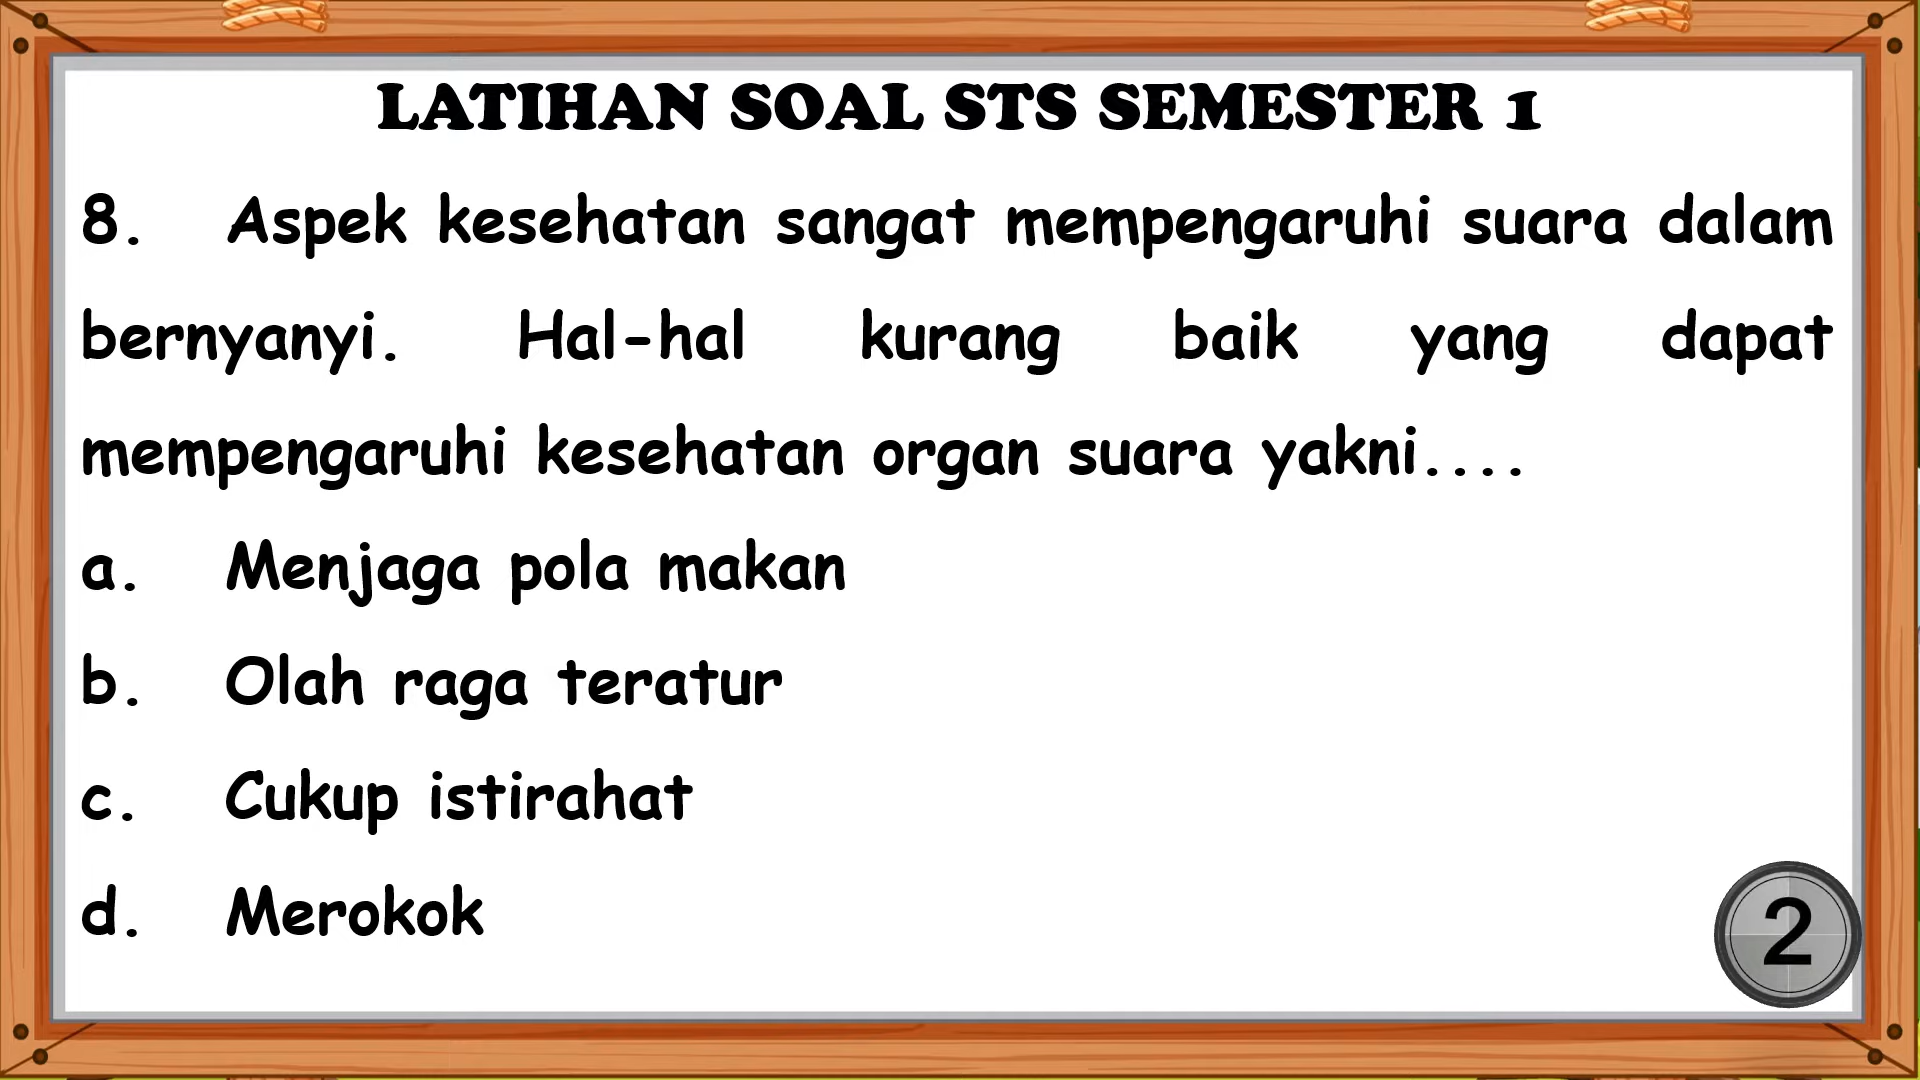 LATIHAN SOAL STS SEMESTER 1
8. Aspek kesehatan sangat mempengaruhi suara dalam
bernyanyi. Hal-hal kurang baik yang dapat
mempengaruhi kesehatan organ suara yakni....
a. Menjaga pola makan
b. Olah raga teratur
c. Cukup istirahat
d. Merokok
2